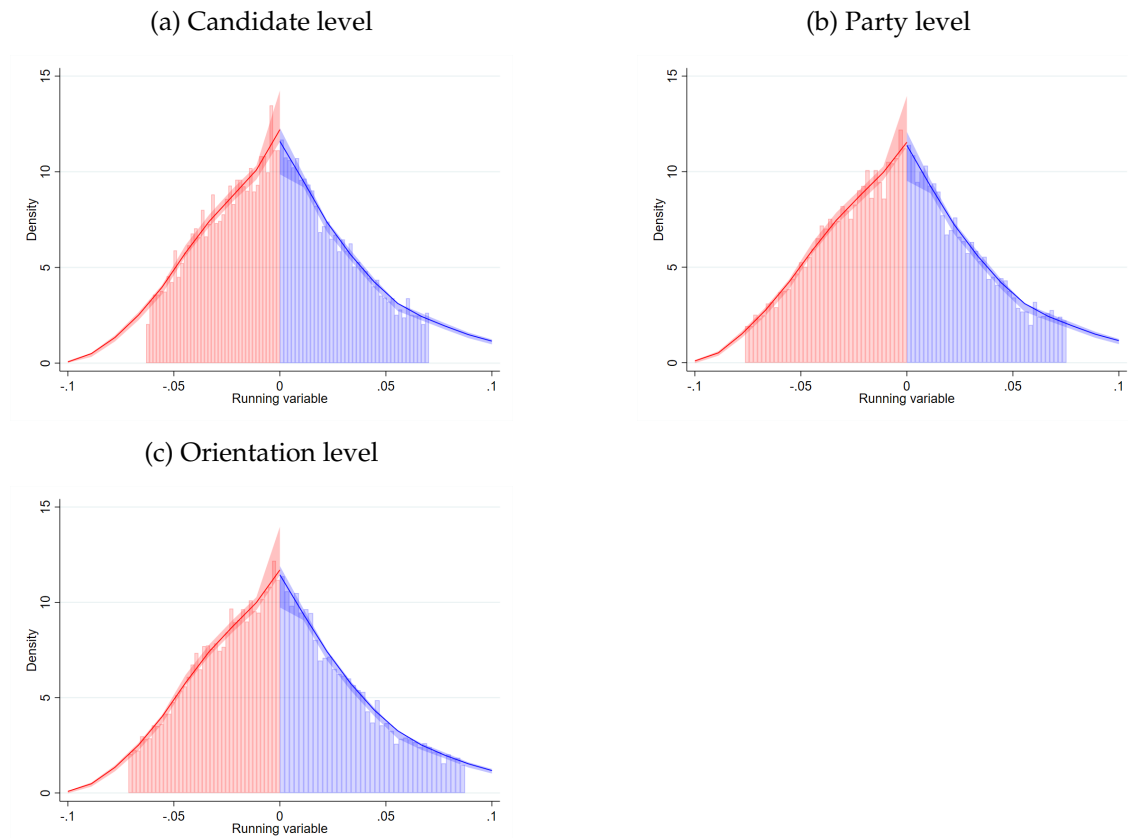 (a) Candidate level
15
10
5
0
Density
-.1 -.05 0 .05 .1
Running variable
(b) Party level
15
10
5
0
Density
-.1 -.05 0 .05 .1
Running variable
(c) Orientation level
15
10
5
0
Density
-.1 -.05 0 .05 .1
Running variable